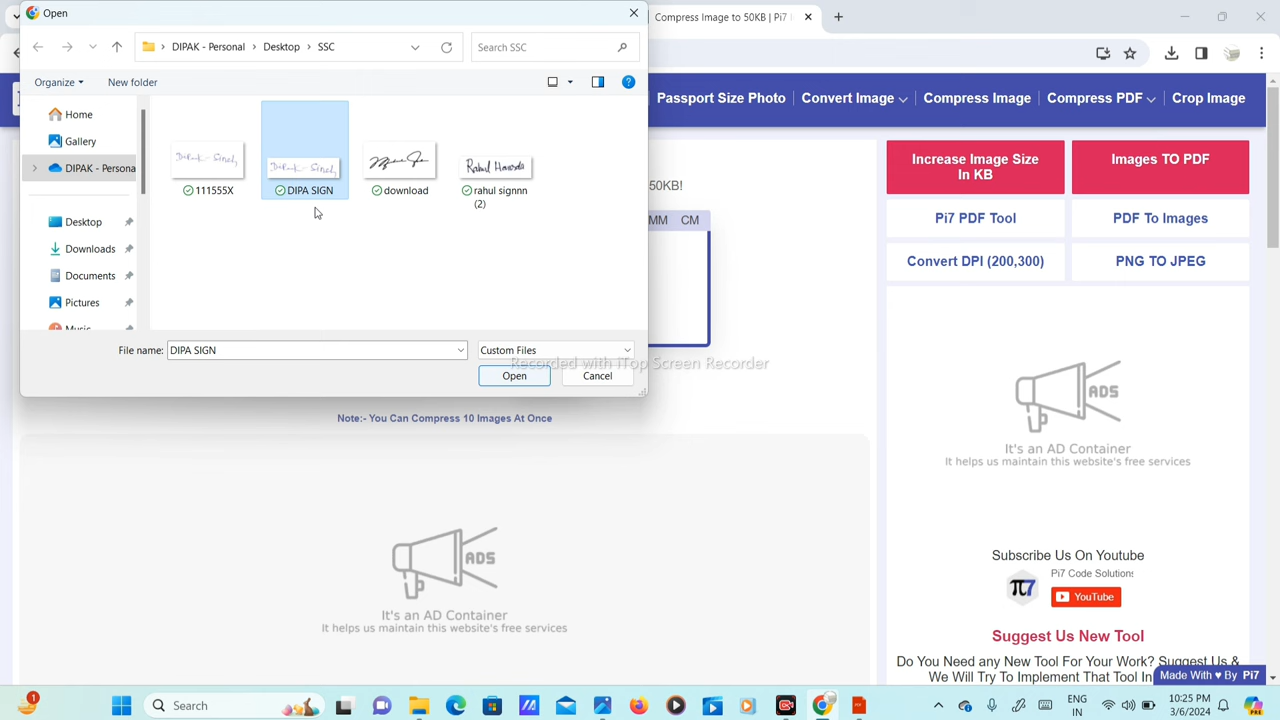 Open
Compress Image to 50KB | Pi7
DIPAK - Personal > Desktop > SSC
Search SSC
Organize
New folder
Passport Size Photo
Convert Image
Compress Image
Compress PDF
Crop Image
Home
Gallery
DIPAK - Persona
Desktop
Downloads
Documents
Pictures
Music
Dipak - Singh
Rahul
111555X
DIPA SIGN
download
rahul signnn
(2)
50KB!
MM CM
Increase Image Size
In KB
Images TO PDF
Pi7 PDF Tool
PDF To Images
Convert DPI (200,300)
PNG TO JPEG
File name: DIPA SIGN
Custom Files
Recorded with iTop Screen Recorder
Open
Cancel
Note:- You Can Compress 10 Images At Once
ADS
It's an AD Container
It helps us maintain this website's free services
ADS
It's an AD Container
It helps us maintain this website's free services
Subscribe Us On Youtube
Pi7 Code Solutions
π7
YouTube
Suggest Us New Tool
Do You Need any New Tool For Your Work? Suggest Us &
We Will Try To Implement That Tool In
Made With ♥ By Pi7
1
Search
ENG
IN
10:25 PM
3/6/2024
PRE